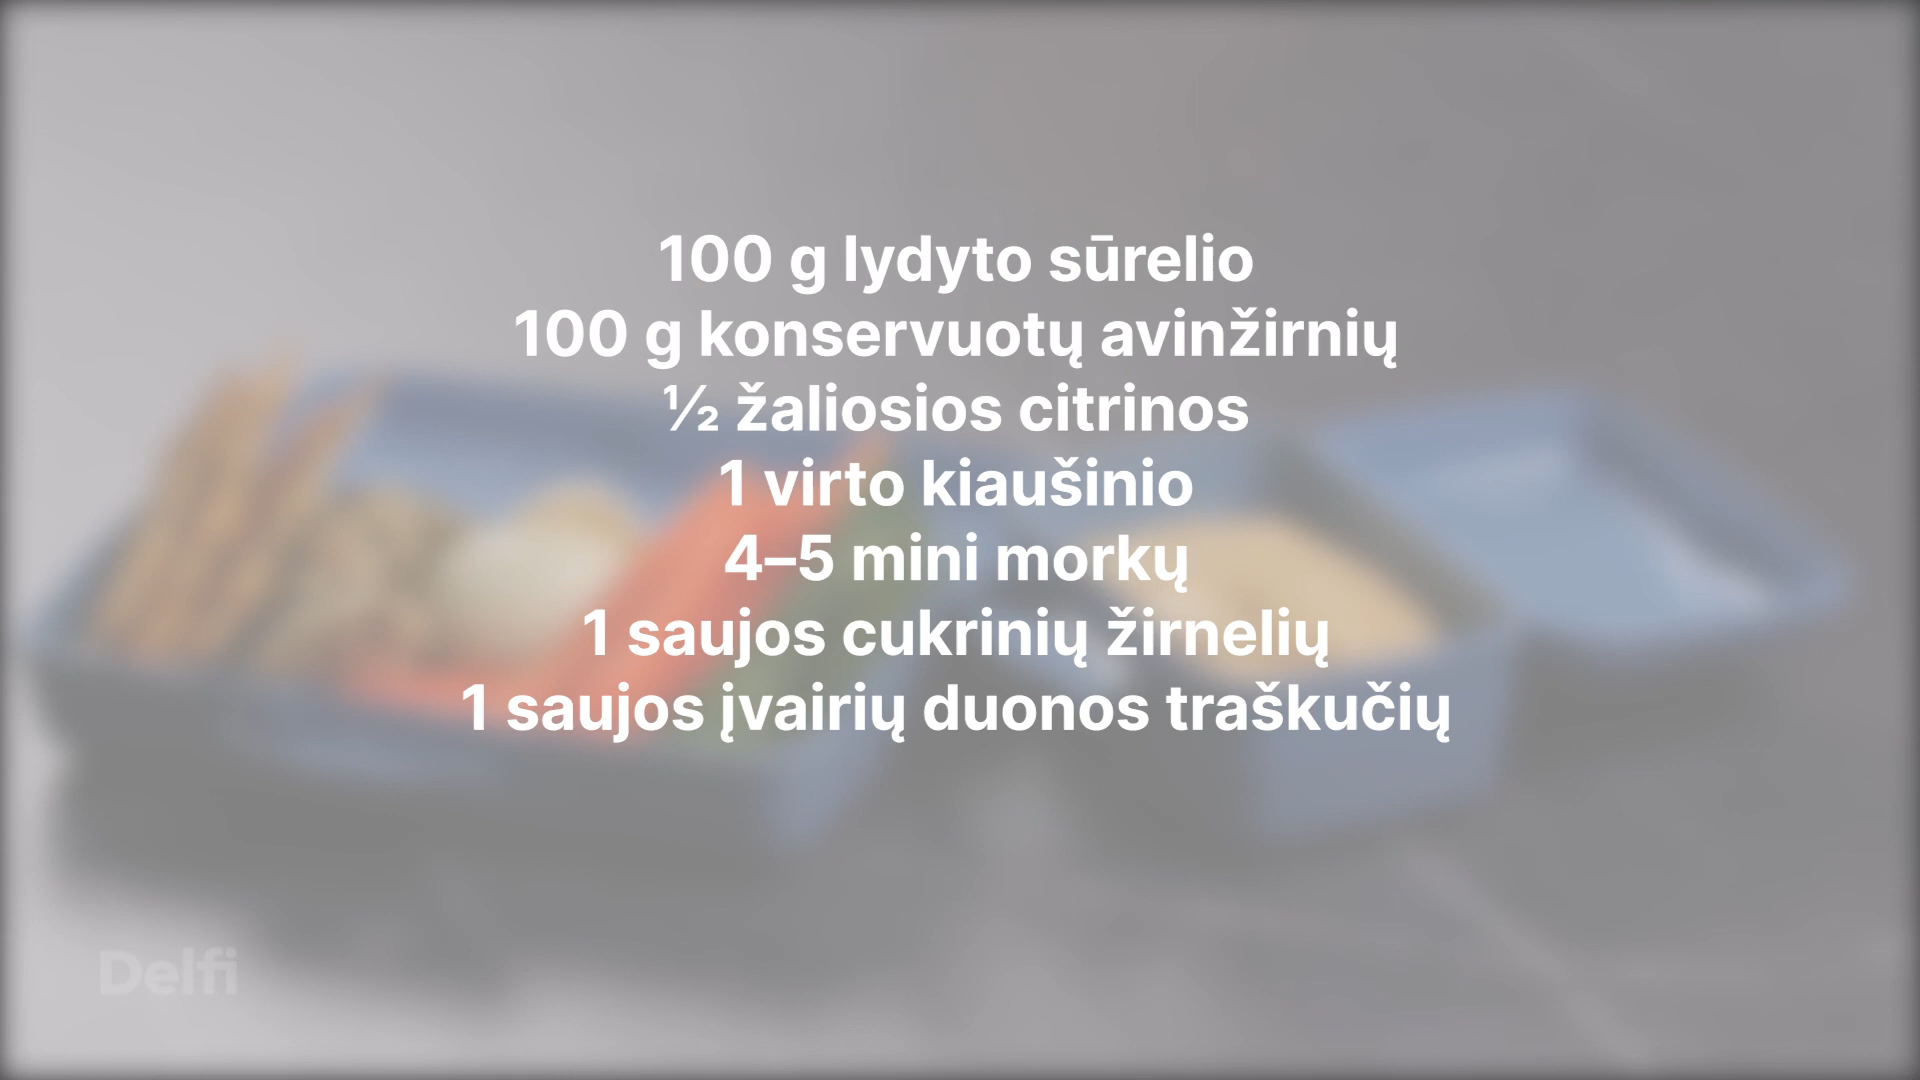 100 g lydyto sūrelio
100 g konservuotų avinžirnių
½ žaliosios citrinos
1 virto kiaušinio
4–5 mini morkų
1 saujos cukrinių žirnelių
1 saujos įvairių duonos traškučių
Delfi